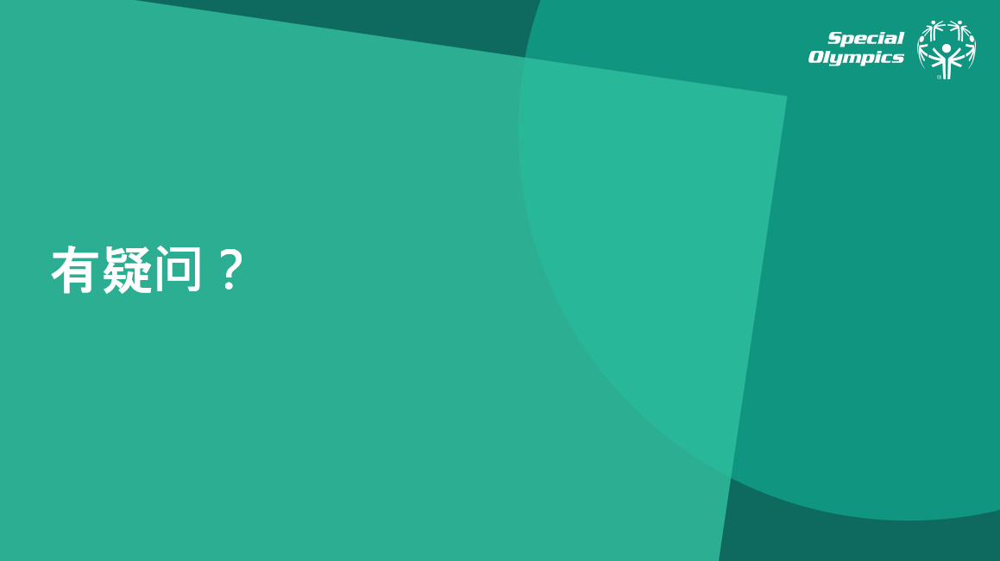 Special
Olympics
有疑问？